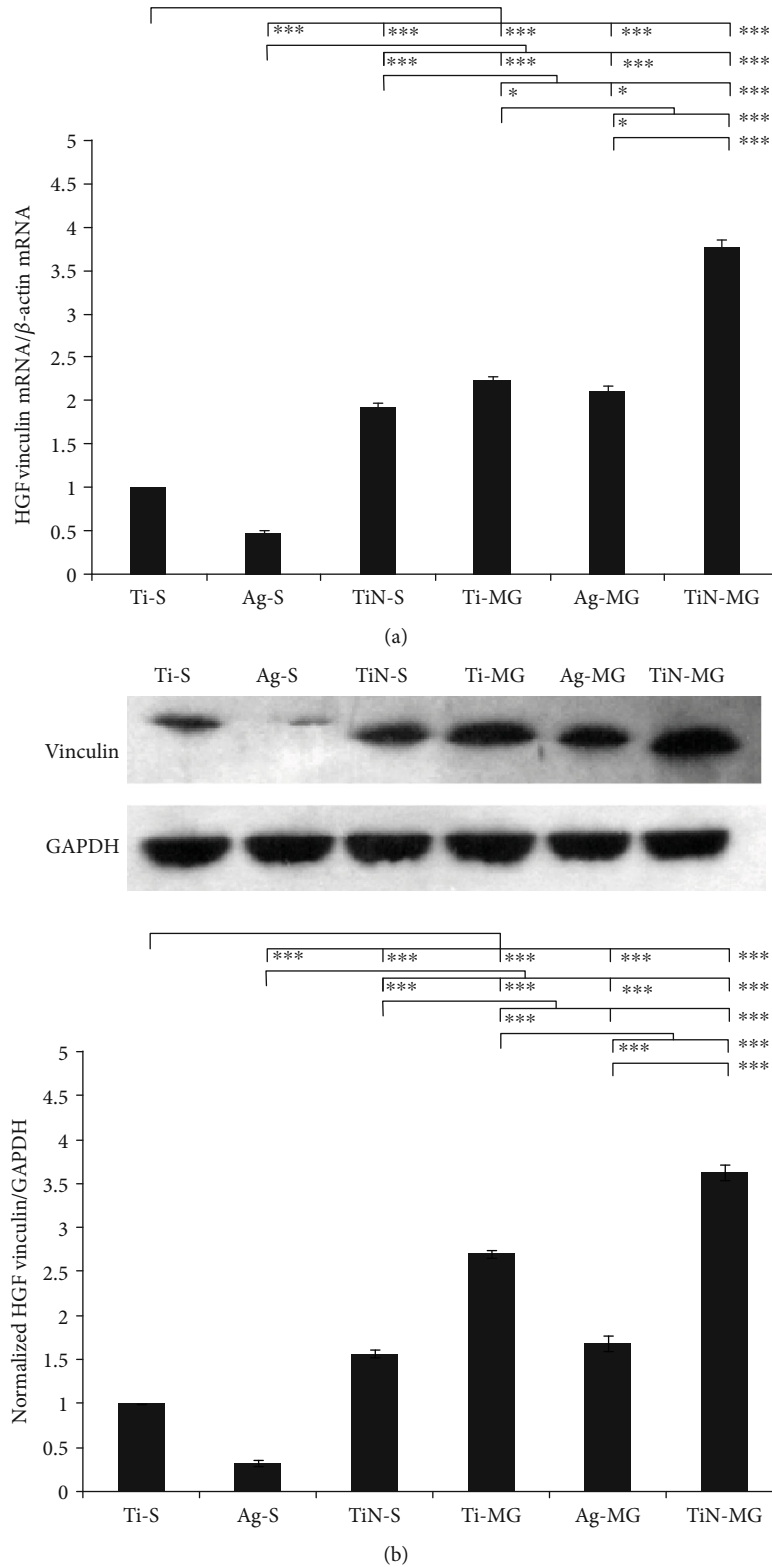 *** *** *** *** ***
*** *** *** ***
* * ***
* ***
***
5
4.5
4
3.5
3
2.5
2
1.5
1
0.5
0
HGF vinculin mRNA/β-actin mRNA
Ti-S Ag-S TiN-S Ti-MG Ag-MG TiN-MG
(a)
Ti-S Ag-S TiN-S Ti-MG Ag-MG TiN-MG
Vinculin
GAPDH
*** *** *** *** ***
*** *** *** ***
*** ***
*** ***
***
5
4.5
4
3.5
3
2.5
2
1.5
1
0.5
0
Normalized HGF vinculin/GAPDH
Ti-S Ag-S TiN-S Ti-MG Ag-MG TiN-MG
(b)